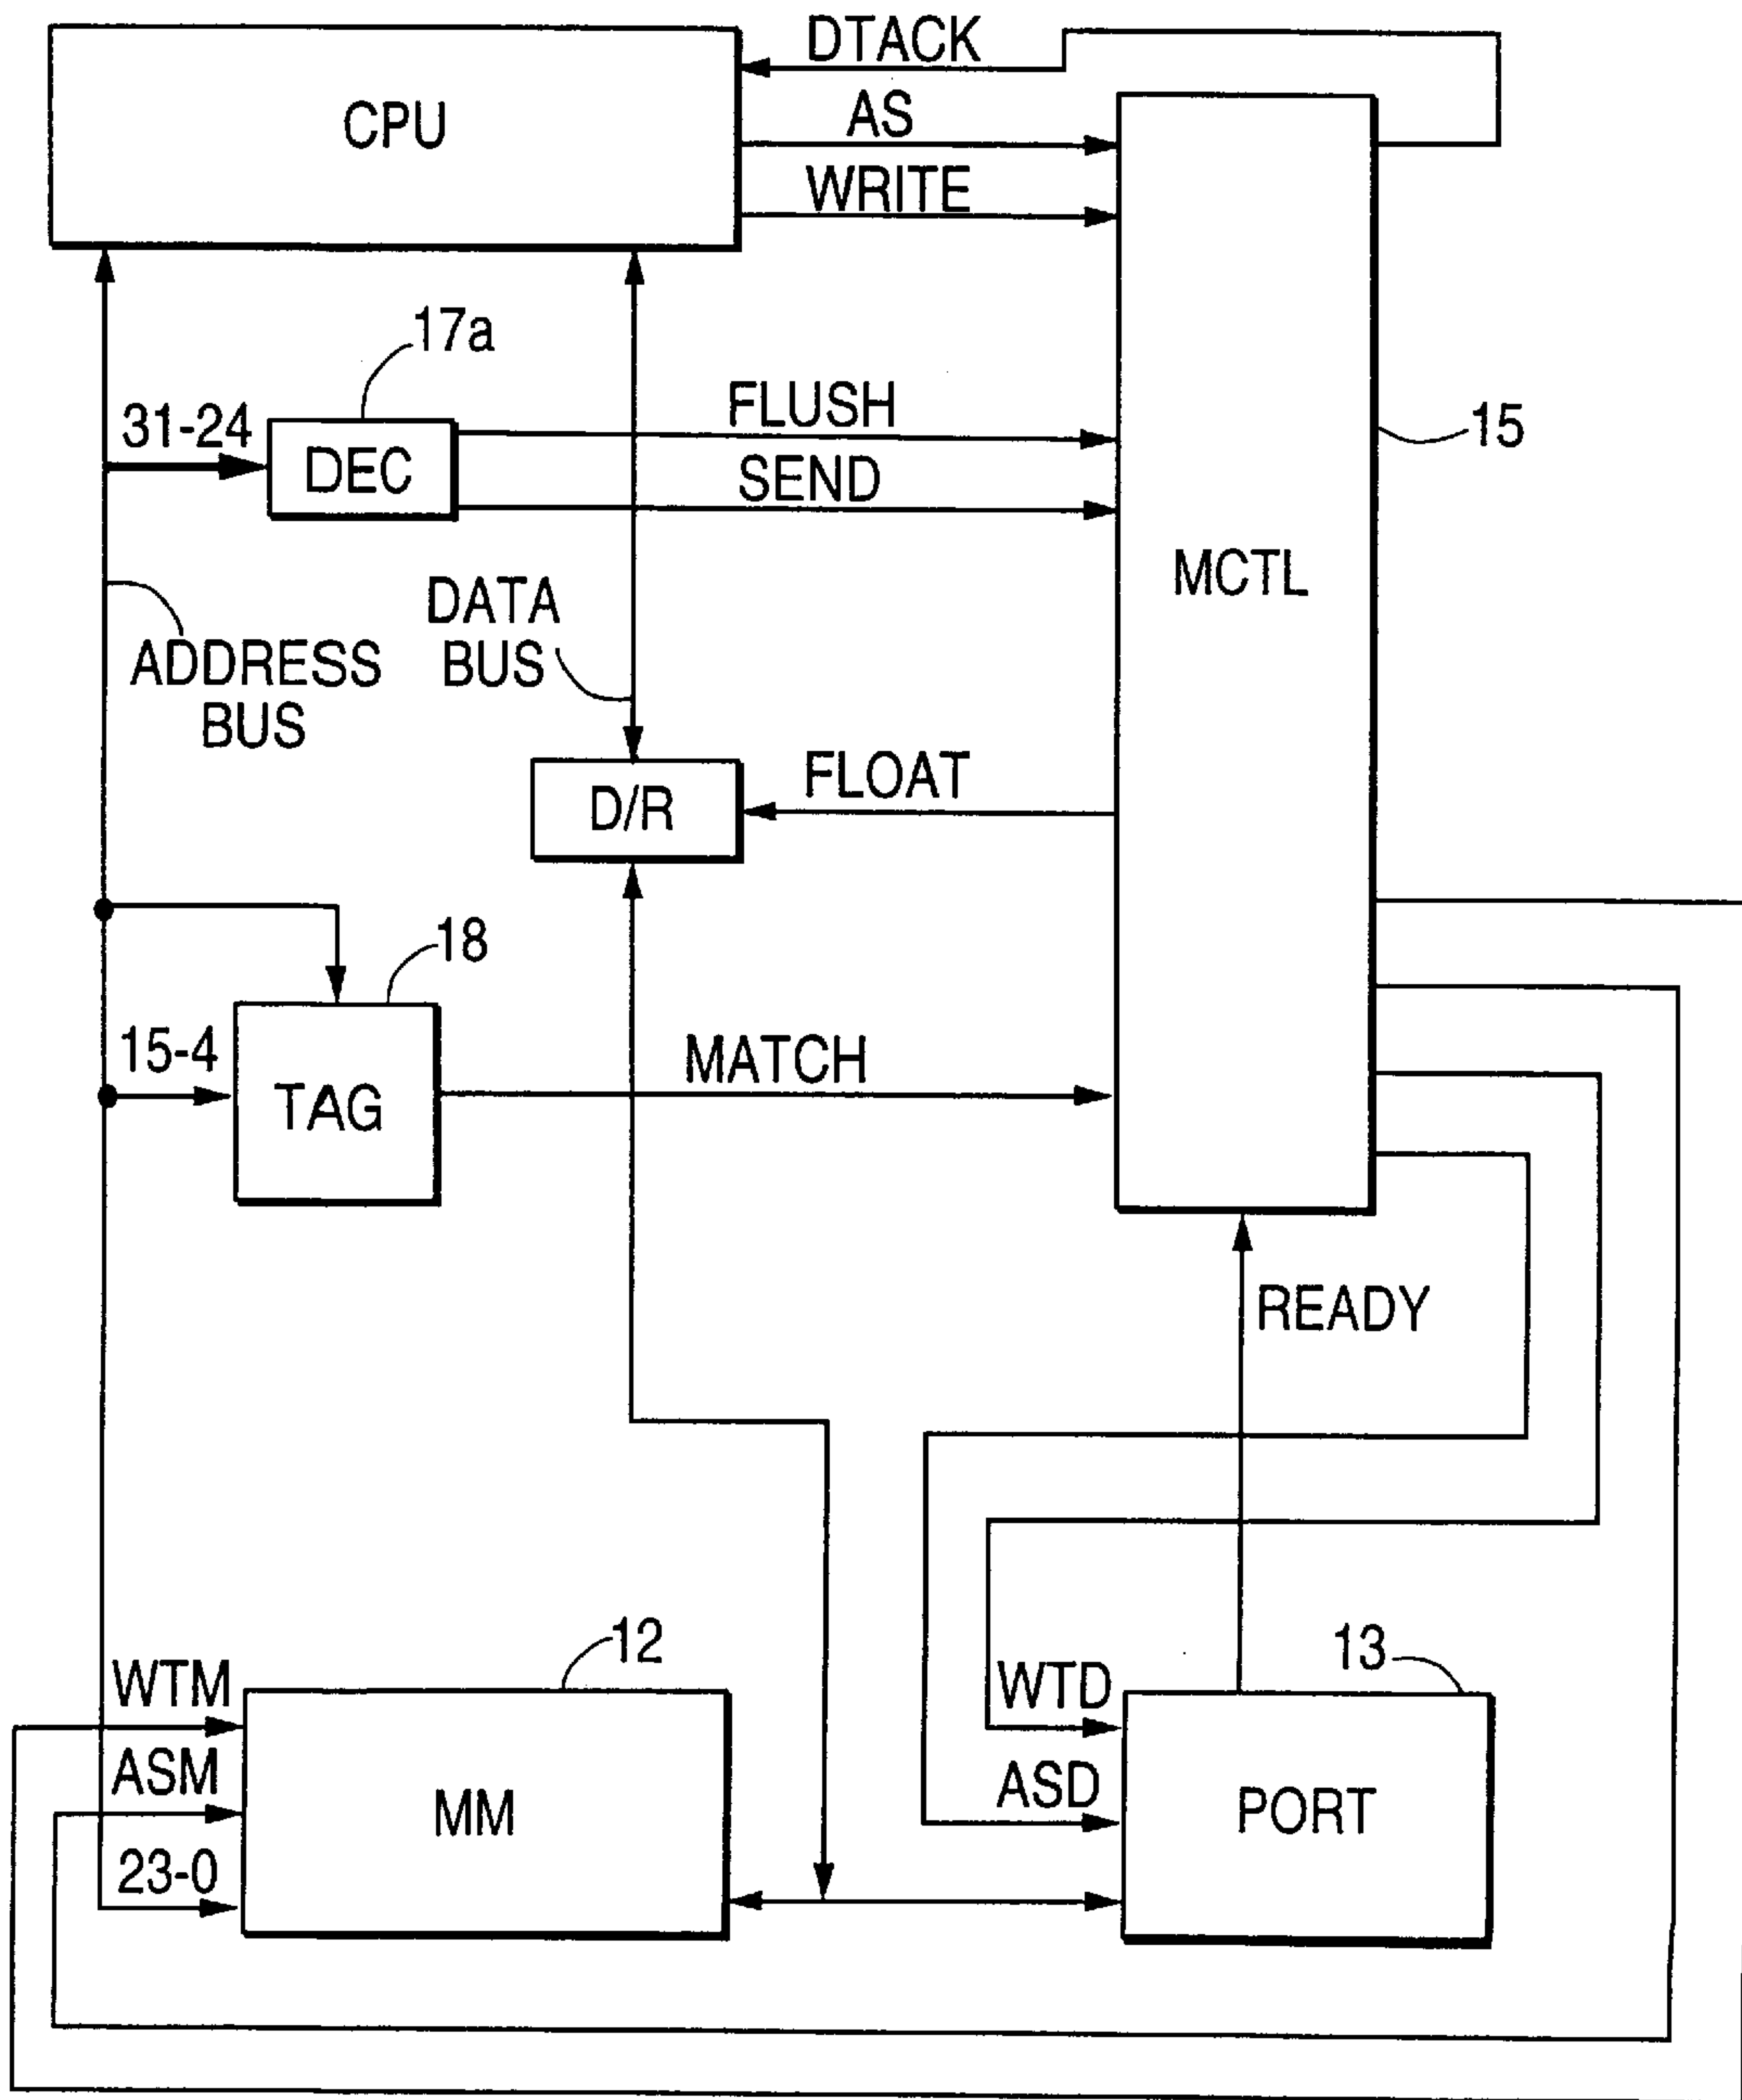 DTACK
CPU
AS
WRITE
17a
31-24
DEC
FLUSH
SEND
15
MCTL
DATA
BUS
ADDRESS
BUS
D/R
FLOAT
18
15-4
TAG
MATCH
READY
12
13
WTM
ASM
23-0
MM
WTD
ASD
PORT